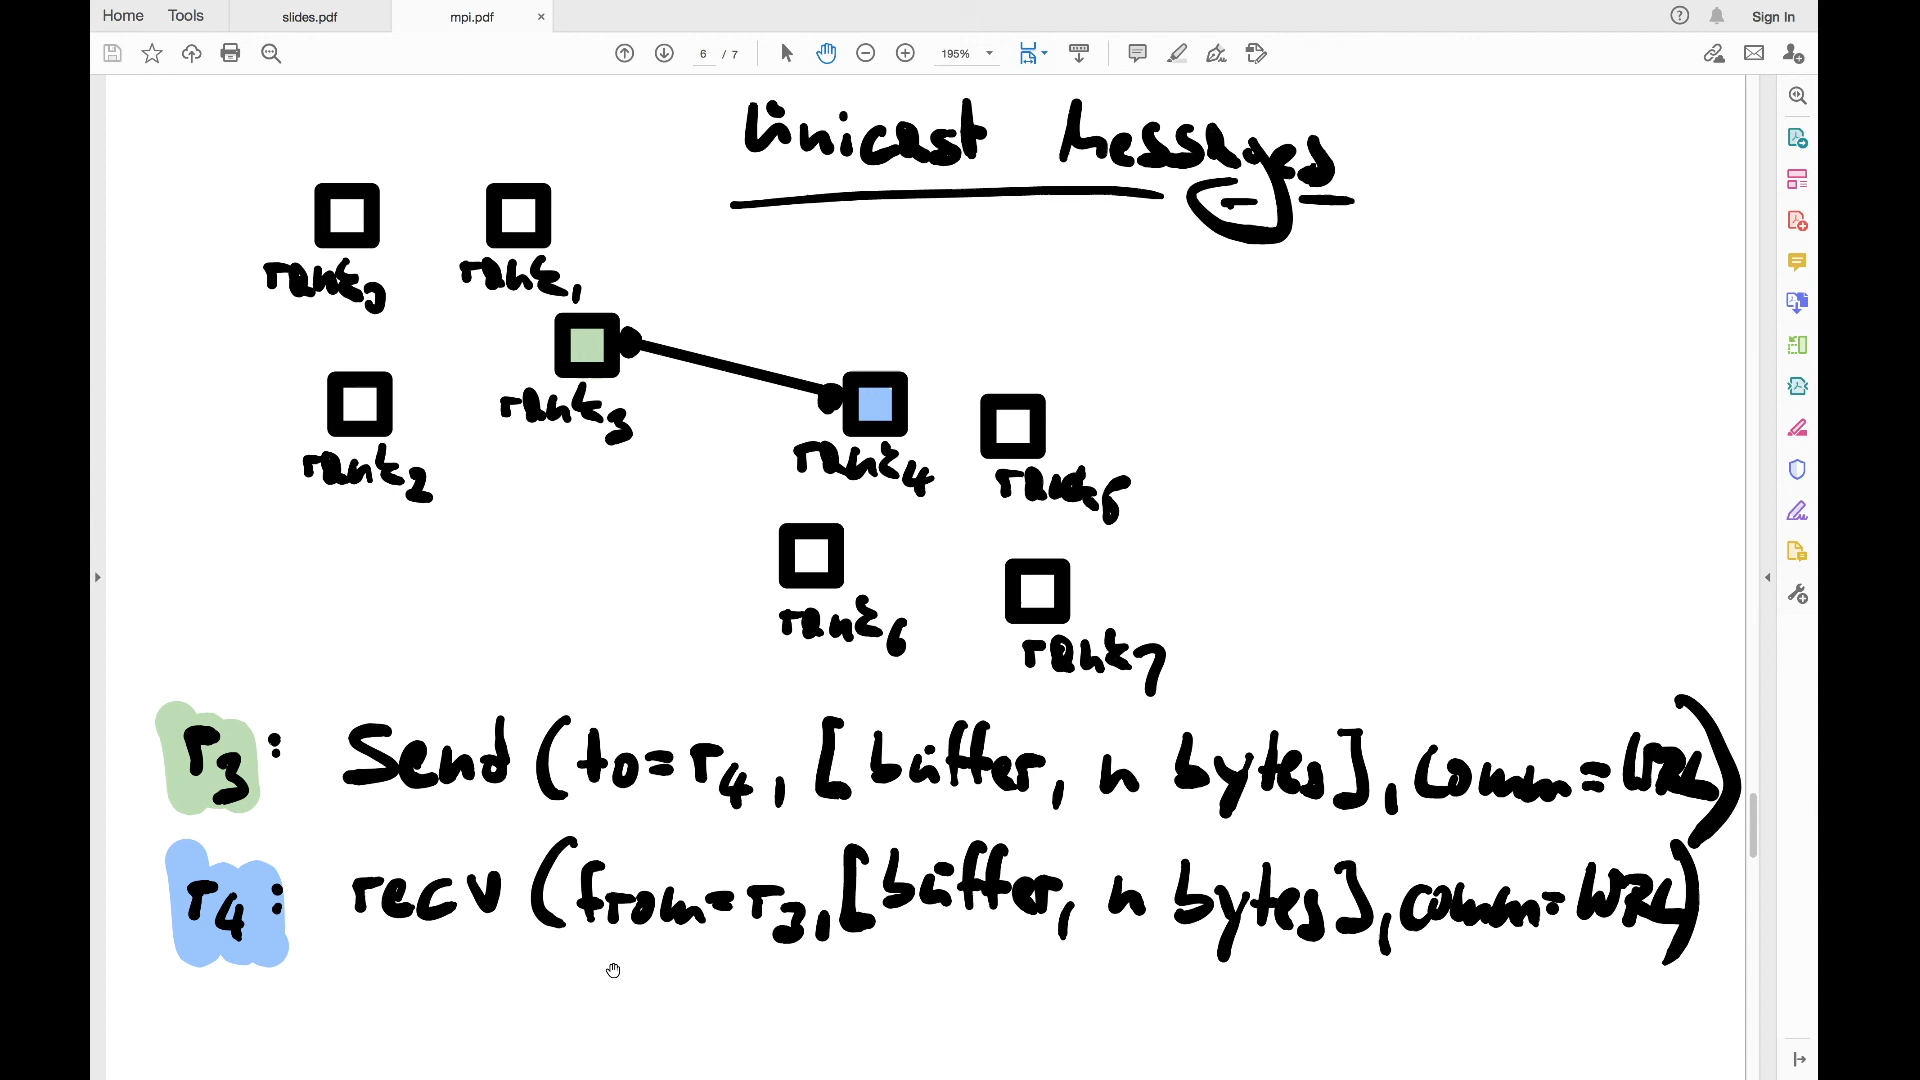 Home Tools slides.pdf mpi.pdf × Sign In
6 / 7 195%
Unicast Messages
rank0 rank1
rank3
rank2 rank4 rank5
rank6 rank7
r3: Send (to=r4, [buffer, n bytes], comm=WRL)
r4: recv (from=r3, [buffer, n bytes], comm=WRL)